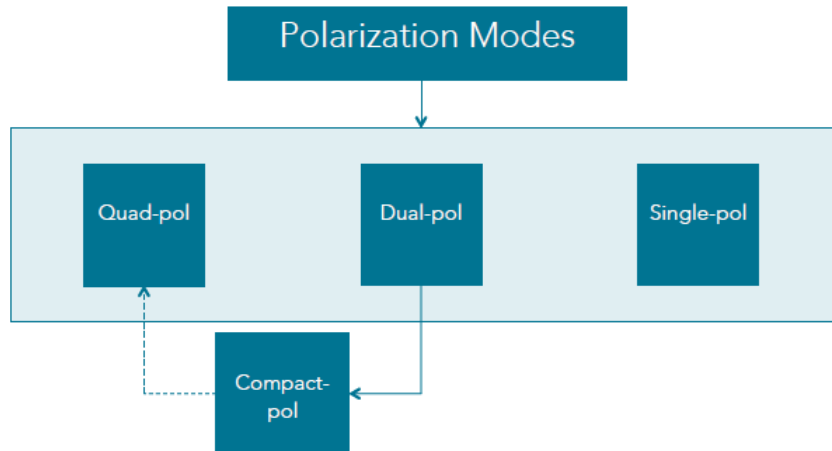 Polarization Modes
Quad-pol
Dual-pol
Single-pol
Compact-
pol